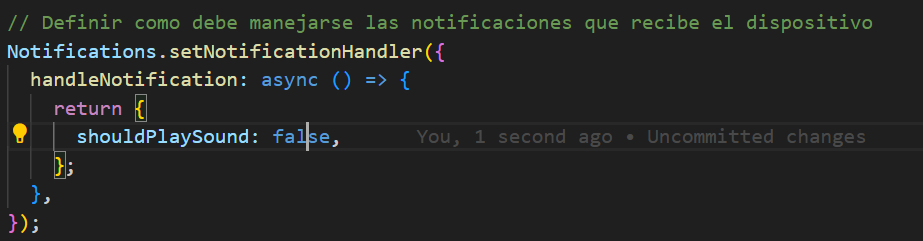 // Definir como debe manejarse las notificaciones que recibe el dispositivo
Notifications.setNotificationHandler({
  handleNotification: async () => {
    return {
      shouldPlaySound: false,      You, 1 second ago • Uncommitted changes
    };
  },
});